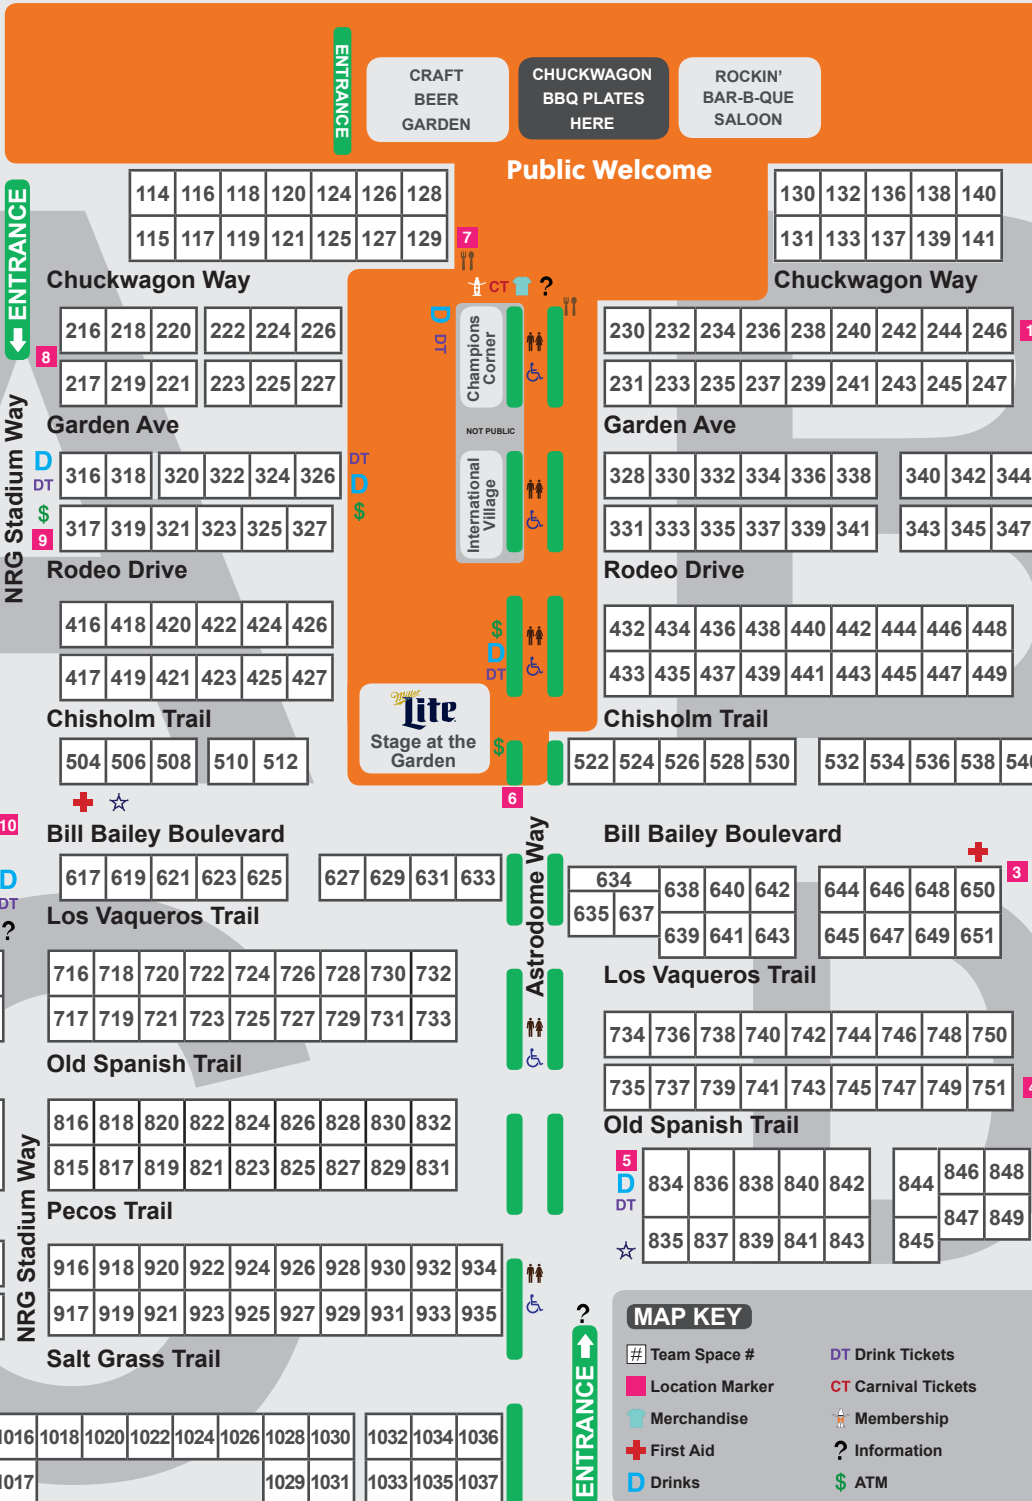 ENTRANCE
CRAFT
BEER
GARDEN
CHUCKWAGON
BBQ PLATES
HERE
ROCKIN'
BAR-B-QUE
SALOON
Public Welcome
ENTRANCE
114 116 118 120 124 126 128
115 117 119 121 125 127 129
7
130 132 136 138 140
131 133 137 139 141
Chuckwagon Way
Chuckwagon Way
CT ?
216 218 220 222 224 226
8
217 219 221 223 225 227
D
DT
Champions
Corner
230 232 234 236 238 240 242 244 246
231 233 235 237 239 241 243 245 247
Garden Ave
NOT PUBLIC
Garden Ave
NRG Stadium Way
D
DT
$
9
316 318 320 322 324 326
317 319 321 323 325 327
DT
D
$
International
Village
328 330 332 334 336 338 340 342 344
331 333 335 337 339 341 343 345 347
Rodeo Drive
Rodeo Drive
416 418 420 422 424 426
417 419 421 423 425 427
$
D
DT
432 434 436 438 440 442 444 446 448
433 435 437 439 441 443 445 447 449
Chisholm Trail
Miller
Lite
Stage at the
Garden
$
Chisholm Trail
504 506 508 510 512
522 524 526 528 530 532 534 536 538
6
10
Bill Bailey Boulevard
Astrodome Way
Bill Bailey Boulevard
D
DT
?
617 619 621 623 625 627 629 631 633
634
635 637
638 640 642 644 646 648 650
639 641 643 645 647 649 651
3
Los Vaqueros Trail
Los Vaqueros Trail
716 718 720 722 724 726 728 730 732
717 719 721 723 725 727 729 731 733
734 736 738 740 742 744 746 748 750
735 737 739 741 743 745 747 749 751
4
Old Spanish Trail
Old Spanish Trail
816 818 820 822 824 826 828 830 832
815 817 819 821 823 825 827 829 831
5
D
DT
834 836 838 840 842 844 846 848
847 849
835 837 839 841 843 845
Pecos Trail
NRG Stadium Way
916 918 920 922 924 926 928 930 932 934
917 919 921 923 925 927 929 931 933 935
Salt Grass Trail
?
ENTRANCE
1016 1018 1020 1022 1024 1026 1028 1030 1032 1034 1036
1017 1029 1031 1033 1035 1037
MAP KEY
# Team Space #
Location Marker
Merchandise
First Aid
D Drinks
DT Drink Tickets
CT Carnival Tickets
Membership
? Information
$ ATM